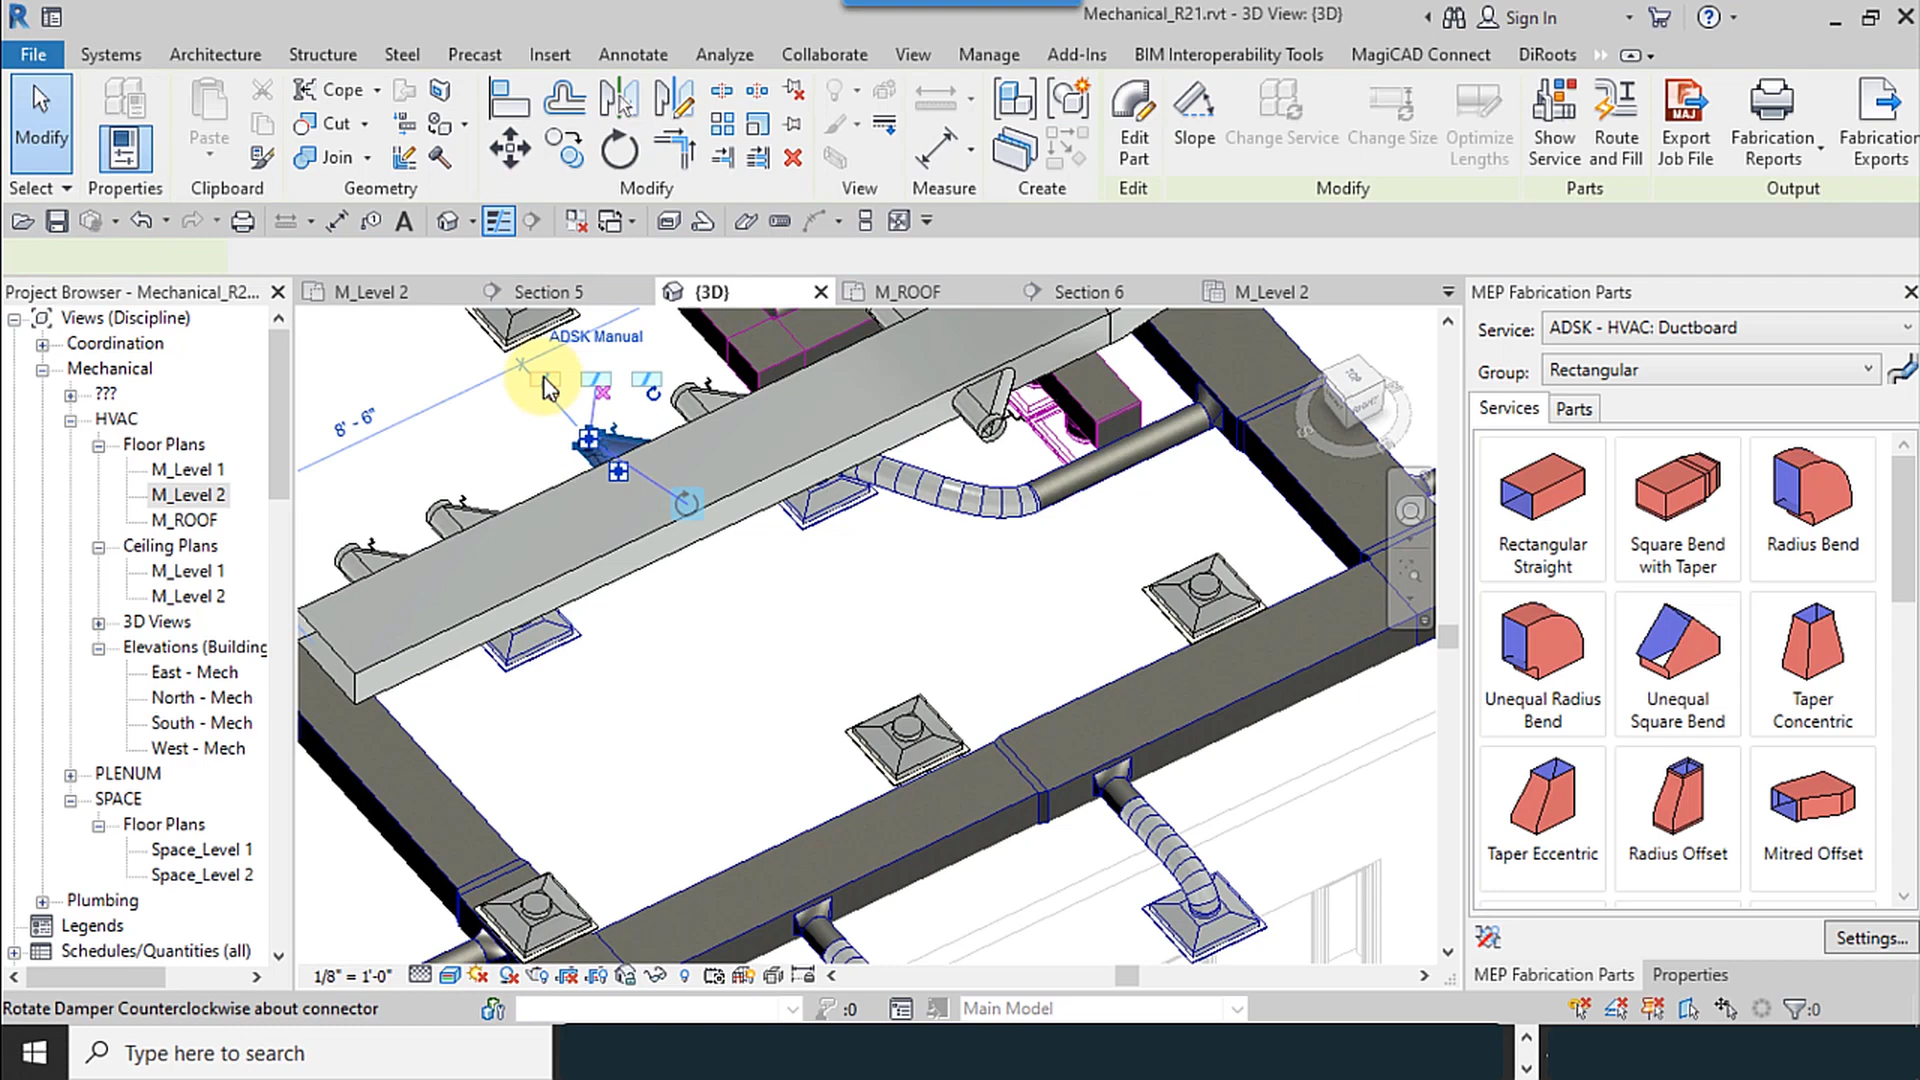 Mechanical_R21.rvt - 3D View: {3D}
Sign In
File
Systems
Architecture
Structure
Steel
Precast
Insert
Annotate
Analyze
Collaborate
View
Manage
Add-Ins
BIM Interoperability Tools
MagiCAD Connect
DiRoots
Modify
Paste
Cope
Cut
Join
Edit Part
Slope
Change Service
Change Size
Optimize Lengths
Show Service
Route and Fill
Export Job File
Fabrication Reports
Fabrication Exports
Select
Properties
Clipboard
Geometry
Modify
View
Measure
Create
Edit
Modify
Parts
Output
Project Browser - Mechanical_R2...
M_Level 2
Section 5
{3D}
M_ROOF
Section 6
M_Level 2
MEP Fabrication Parts
Views (Discipline)
Coordination
Mechanical
???
HVAC
Floor Plans
M_Level 1
M_Level 2
M_ROOF
Ceiling Plans
M_Level 1
M_Level 2
3D Views
Elevations (Building
East - Mech
North - Mech
South - Mech
West - Mech
PLENUM
SPACE
Floor Plans
Space_Level 1
Space_Level 2
Plumbing
Legends
Schedules/Quantities (all)
ADSK Manual
8' - 6"
Service:
ADSK - HVAC: Ductboard
Group:
Rectangular
Services
Parts
Rectangular Straight
Square Bend with Taper
Radius Bend
Unequal Radius Bend
Unequal Square Bend
Taper Concentric
Taper Eccentric
Radius Offset
Mitred Offset
Settings...
MEP Fabrication Parts
Properties
1/8" = 1'-0"
Rotate Damper Counterclockwise about connector
:0
Main Model
:0
Type here to search